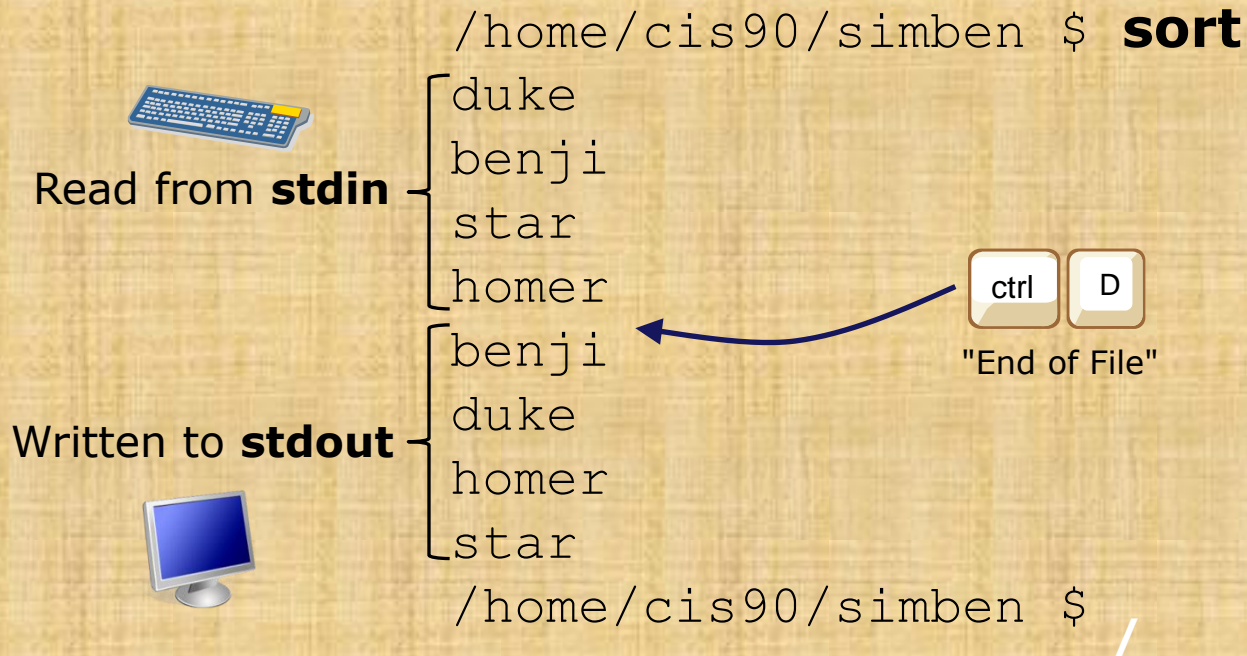 /home/cis90/simben $ sort
duke
benji
Read from stdin
star
homer
ctrl D
benji
"End of File"
duke
Written to stdout
homer
star
/home/cis90/simben $
/